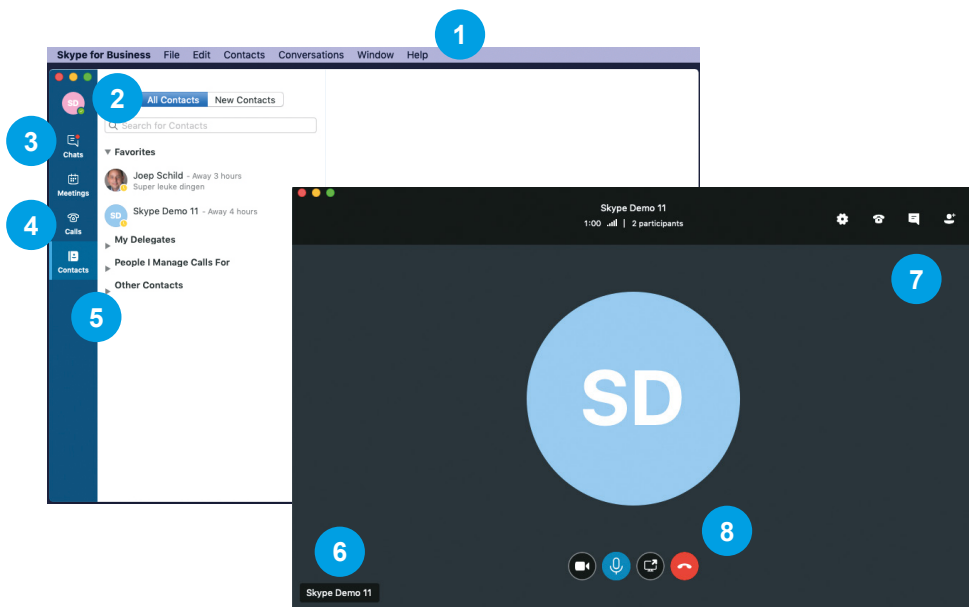 1
Skype for Business File Edit Contacts Conversations Window Help
SD
2
All Contacts New Contacts
Search for Contacts
3
Chats
Favorites
Meetings
Joep Schild - Away 3 hours
Super leuke dingen
4
Calls
SD
Skype Demo 11 - Away 4 hours
My Delegates
Contacts
People I Manage Calls For
Other Contacts
5
Skype Demo 11
1:00 | 2 participants
7
SD
8
6
Skype Demo 11